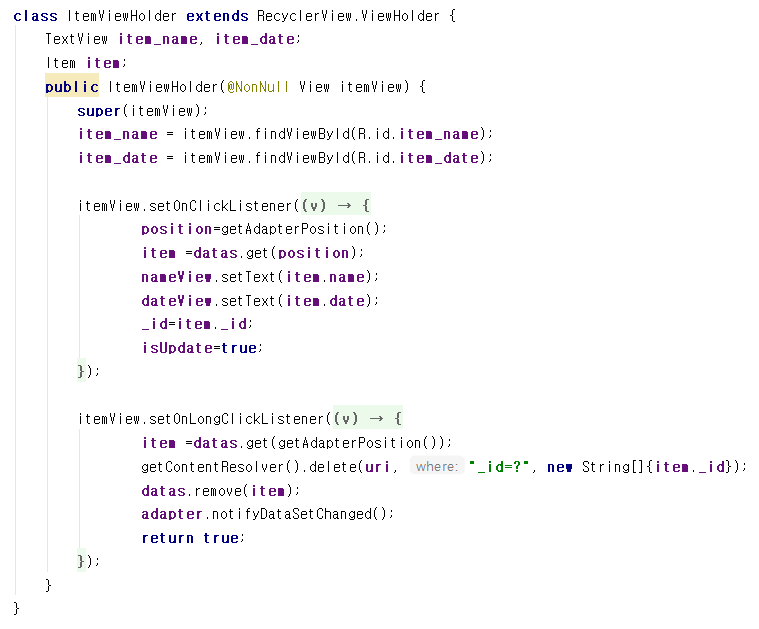 class ItemViewHolder extends RecyclerView.ViewHolder {
TextView item_name, item_date;
Item item;
public ItemViewHolder(@NonNull View itemView) {
super(itemView);
item_name = itemView.findViewById(R.id.item_name);
item_date = itemView.findViewById(R.id.item_date);
itemView.setOnClickListener((v) → {
position=getAdapterPosition();
item =datas.get(position);
nameView.setText(item.name);
dateView.setText(item.date);
_id=item._id;
isUpdate=true;
});
itemView.setOnLongClickListener((v) → {
item =datas.get(getAdapterPosition());
getContentResolver().delete(uri, where: "_id=?", new String[]{item._id});
datas.remove(item);
adapter.notifyDataSetChanged();
return true;
});
}
}